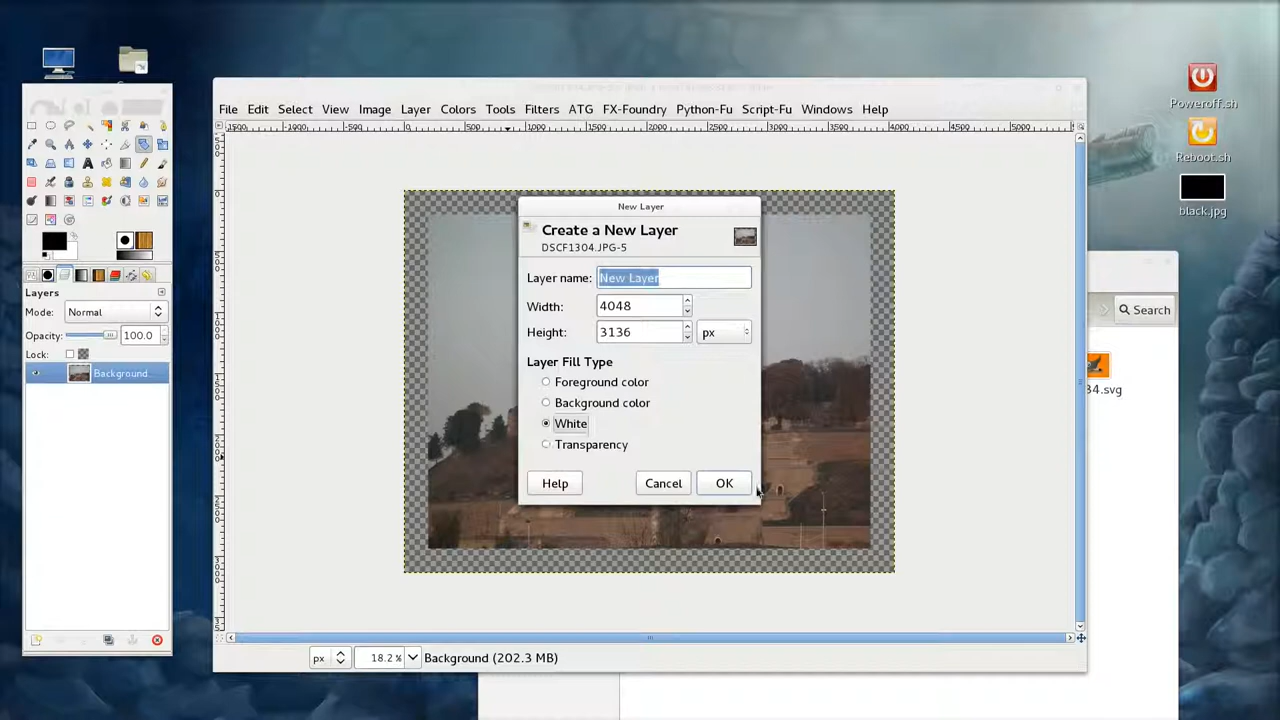 Poweroff.sh
Reboot.sh
black.jpg
File Edit Select View Image Layer Colors Tools Filters ATG FX-Foundry Python-Fu Script-Fu Windows Help
Layers
Mode: Normal
Opacity: 100.0
Lock:
Background
New Layer
Create a New Layer
DSCF1304.JPG-5
Layer name: New Layer
Width: 4048
Height: 3136 px
Layer Fill Type
Foreground color
Background color
White
Transparency
Help Cancel OK
Search
34.svg
px 18.2 % Background (202.3 MB)